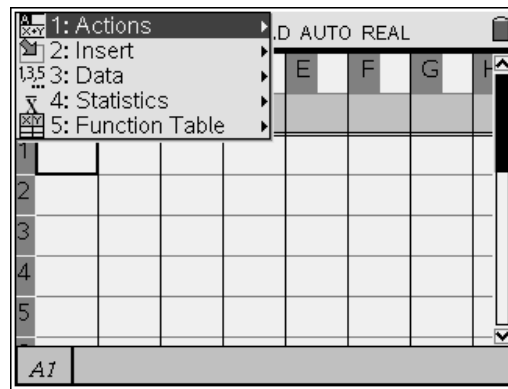 1: Actions
.D AUTO REAL
2: Insert
3: Data
4: Statistics
5: Function Table
E F G
1
2
3
4
5
A1